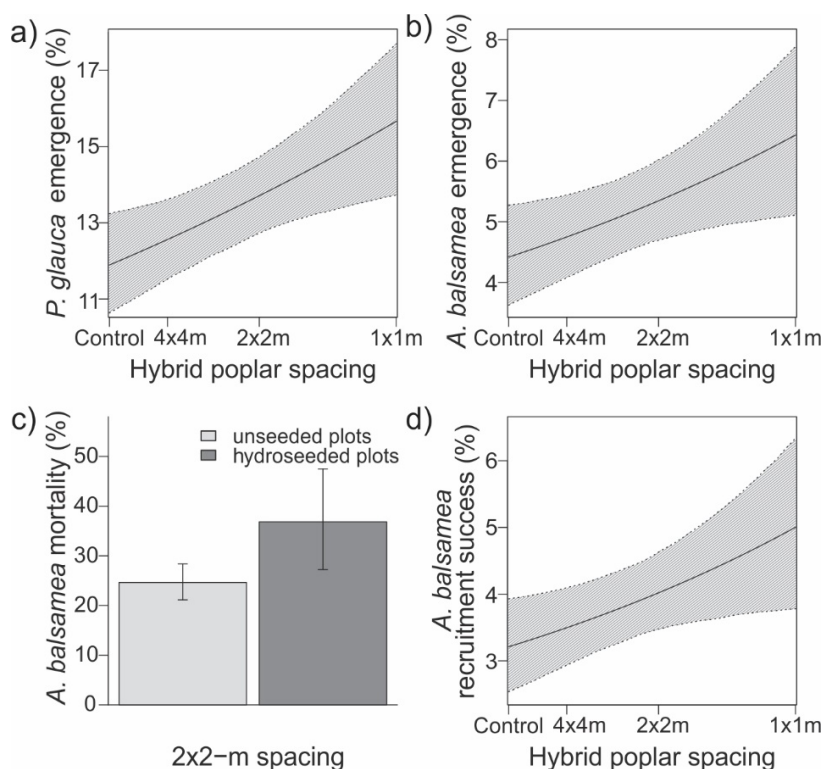 a)
P. glauca emergence (%)
17
15
13
11
Control 4x4m 2x2m 1x1m
Hybrid poplar spacing
b)
A. balsamea ermergence (%)
8
7
6
5
4
Control 4x4m 2x2m 1x1m
Hybrid poplar spacing
c)
A. balsamea mortality (%)
50
40
30
20
10
0
unseeded plots
hydroseeded plots
2x2−m spacing
d)
A. balsamea
recruitment success (%)
6
5
4
3
Control 4x4m 2x2m 1x1m
Hybrid poplar spacing